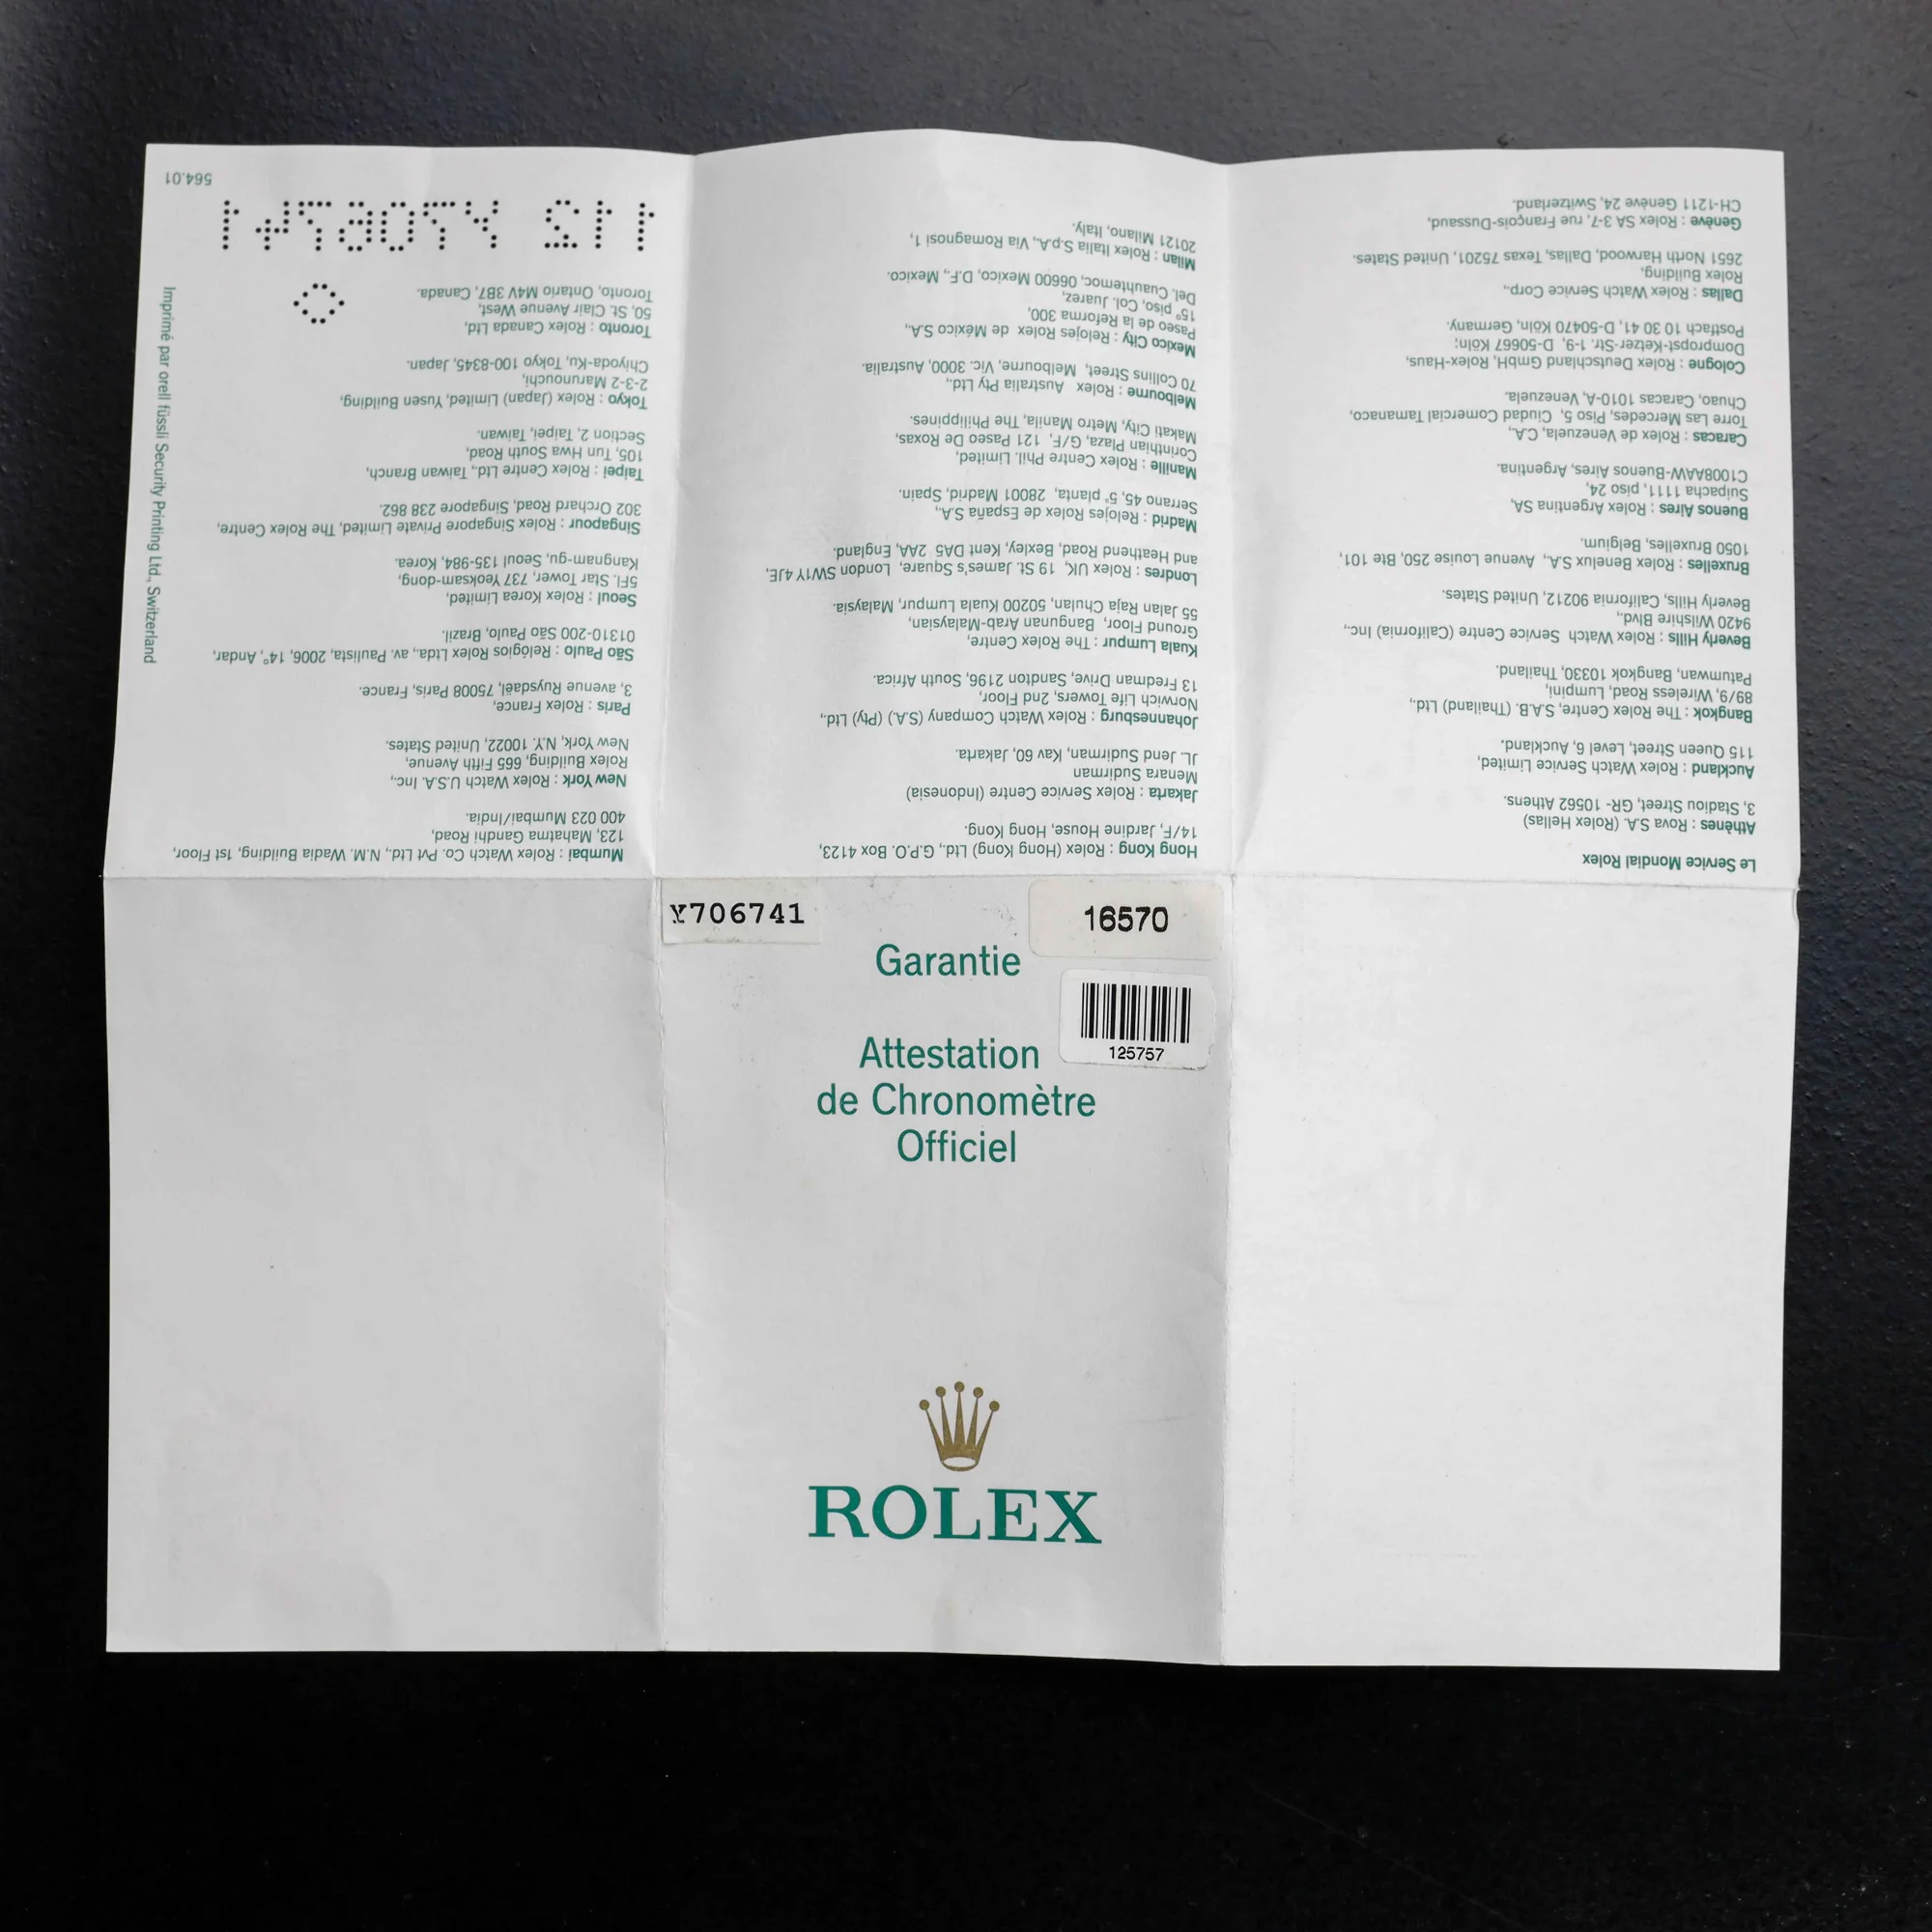 Y706741
16570
Garantie
125757
Attestation
de Chronomètre
Officiel
ROLEX
Le Service Mondial Rolex
Athènes : Rova S.A. (Rolex Hellas)
3, Stadiou Street, GR- 10562 Athens.
Auckland : Rolex Watch Service Limited,
115 Queen Street, Level 6, Auckland.
Bangkok : The Rolex Centre, S.A.B. (Thailand) Ltd.,
89/9, Wireless Road, Lumpini,
Patumwan, Bangkok 10330, Thailand.
Beverly Hills : Rolex Watch Service Centre (California) Inc.,
9420 Wilshire Blvd.,
Beverly Hills, California 90212, United States.
Bruxelles : Rolex Benelux S.A., Avenue Louise 250, Bte 101,
1050 Bruxelles, Belgium.
Buenos Aires : Rolex Argentina SA,
Suipacha 1111, piso 24,
C1008AAW-Buenos Aires, Argentina.
Caracas : Rolex de Venezuela, C.A.,
Torre Las Mercedes, Piso 5, Ciudad Comercial Tamanaco,
Chuao, Caracas 1010-A, Venezuela.
Cologne : Rolex Deutschland GmbH, Rolex-Haus,
Dompropst-Ketzer-Str. 1-9, D-50667 Köln;
Postfach 10 30 41, D-50470 Köln, Germany.
Dallas : Rolex Watch Service Corp.,
Rolex Building,
2651 North Harwood, Dallas, Texas 75201, United States.
Genève : Rolex SA 3-7, rue François-Dussaud,
CH-1211 Genève 24, Switzerland.
Hong Kong : Rolex (Hong Kong) Ltd., G.P.O. Box 4123,
14/F, Jardine House, Hong Kong.
Jakarta : Rolex Service Centre (Indonesia)
Menara Sudirman
JL. Jend Sudirman, Kav 60, Jakarta.
Johannesburg : Rolex Watch Company (S.A.) (Pty) Ltd.,
Norwich Life Towers, 2nd Floor,
13 Fredman Drive, Sandton 2196, South Africa.
Kuala Lumpur : The Rolex Centre,
Ground Floor, Bangunan Arab-Malaysian,
55 Jalan Raja Chulan, 50200 Kuala Lumpur, Malaysia.
Londres : Rolex UK, 19 St. James's Square, London SW1Y 4JE,
and Heathend Road, Bexley, Kent DA5 2AA, England.
Madrid : Relojes Rolex de España S.A.,
Serrano 45, 5ª planta, 28001 Madrid, Spain.
Manille : Rolex Centre Phil. Limited,
Corinthian Plaza, G/F, 121 Paseo De Roxas,
Makati City, Metro Manila, The Philippines.
Melbourne : Rolex Australia Pty Ltd.,
70 Collins Street, Melbourne, Vic. 3000, Australia.
Mexico City : Relojes Rolex de México S.A.,
Paseo de la Reforma 300,
15° piso, Col. Juarez,
Del. Cuauhtemoc, 06600 Mexico, D.F., Mexico.
Milan : Rolex Italia S.p.A., Via Romagnosi 1,
20121 Milano, Italy.
Mumbai : Rolex Watch Co. Pvt Ltd., N.M. Wadia Building, 1st Floor,
123, Mahatma Gandhi Road,
400 023 Mumbai/India.
New York : Rolex Watch U.S.A. Inc.,
Rolex Building, 665 Fifth Avenue,
New York, N.Y. 10022, United States.
Paris : Rolex France,
3, avenue Ruysdaël, 75008 Paris, France.
São Paulo : Relógios Rolex Ltda., av. Paulista, 2006, 14°, Andar,
01310-200 São Paulo, Brazil.
Seoul : Rolex Korea Limited,
5Fl. Star Tower, 737 Yeoksam-dong,
Kangnam-gu, Seoul 135-984, Korea.
Singapour : Rolex Singapore Private Limited, The Rolex Centre,
302 Orchard Road, Singapore 238 862.
Taipei : Rolex Centre Ltd., Taiwan Branch,
105, Tun Hwa South Road,
Section 2, Taipei, Taiwan.
Tokyo : Rolex (Japan) Limited, Yusen Building,
2-3-2 Marunouchi,
Chiyoda-Ku, Tokyo 100-8345, Japan.
Toronto : Rolex Canada Ltd,
50, St. Clair Avenue West,
Toronto, Ontario M4V 3B7, Canada.
112 Y706741
564.01
Imprimé par orell füssli Security Printing Ltd., Switzerland